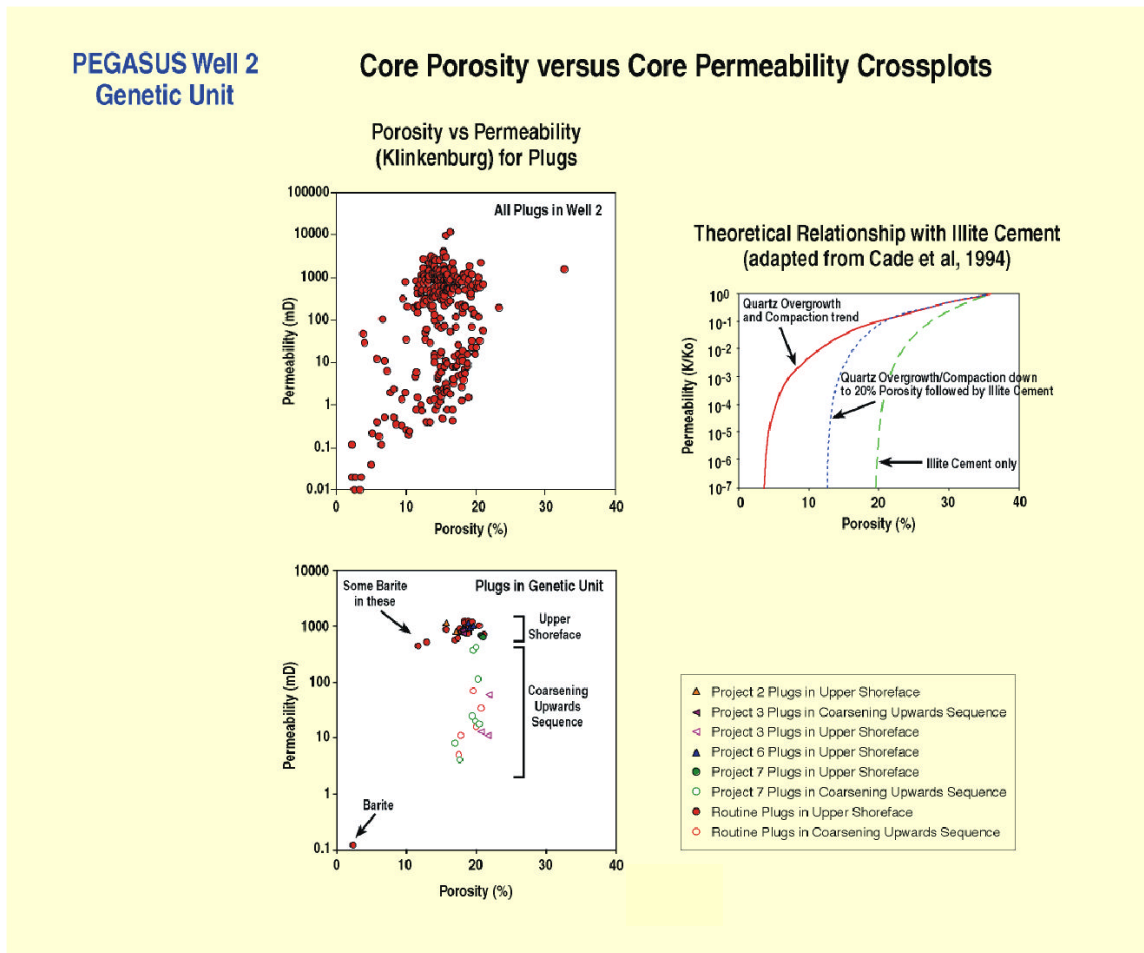 PEGASUS Well 2
Genetic Unit
Core Porosity versus Core Permeability Crossplots
Porosity vs Permeability
(Klinkenburg) for Plugs
100000
10000
1000
100
10
1
0.1
0.01
Permeability (mD)
All Plugs in Well 2
0 10 20 30 40
Porosity (%)
Theoretical Relationship with Illite Cement
(adapted from Cade et al, 1994)
10⁰
10⁻¹
10⁻²
10⁻³
10⁻⁴
10⁻⁵
10⁻⁶
10⁻⁷
Permeability (K/Ko)
Quartz Overgrowth
and Compaction trend
Quartz Overgrowth/Compaction down
to 20% Porosity followed by Illite Cement
Illite Cement only
0 10 20 30 40
Porosity (%)
10000
1000
100
10
1
0.1
Permeability (mD)
Some Barite
in these
Plugs in Genetic Unit
Upper
Shoreface
Coarsening
Upwards
Sequence
Barite
0 10 20 30 40
Porosity (%)
Project 2 Plugs in Upper Shoreface
Project 3 Plugs in Coarsening Upwards Sequence
Project 3 Plugs in Upper Shoreface
Project 6 Plugs in Upper Shoreface
Project 7 Plugs in Upper Shoreface
Project 7 Plugs in Coarsening Upwards Sequence
Routine Plugs in Upper Shoreface
Routine Plugs in Coarsening Upwards Sequence